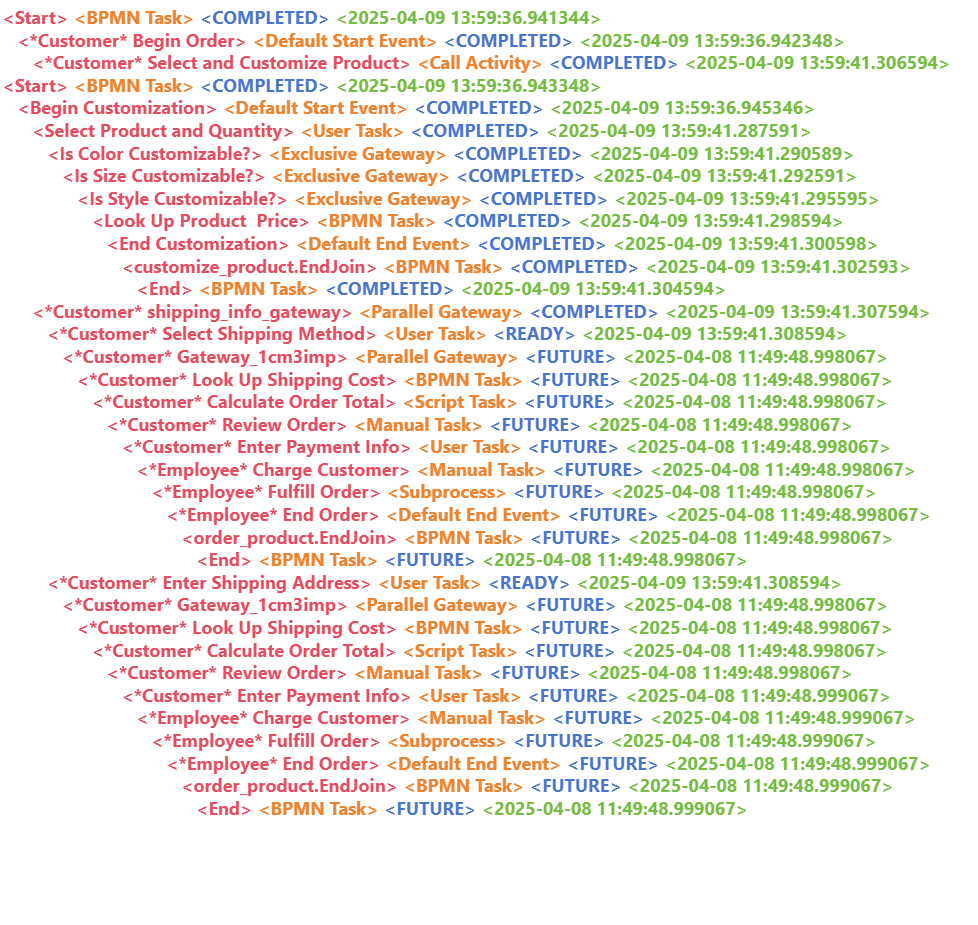 <Start> <BPMN Task> <COMPLETED> <2025-04-09 13:59:36.941344>
<*Customer* Begin Order> <Default Start Event> <COMPLETED> <2025-04-09 13:59:36.942348>
<*Customer* Select and Customize Product> <Call Activity> <COMPLETED> <2025-04-09 13:59:41.306594>
<Start> <BPMN Task> <COMPLETED> <2025-04-09 13:59:36.943348>
<Begin Customization> <Default Start Event> <COMPLETED> <2025-04-09 13:59:36.945346>
<Select Product and Quantity> <User Task> <COMPLETED> <2025-04-09 13:59:41.287591>
<Is Color Customizable?> <Exclusive Gateway> <COMPLETED> <2025-04-09 13:59:41.290589>
<Is Size Customizable?> <Exclusive Gateway> <COMPLETED> <2025-04-09 13:59:41.292591>
<Is Style Customizable?> <Exclusive Gateway> <COMPLETED> <2025-04-09 13:59:41.295595>
<Look Up Product  Price> <BPMN Task> <COMPLETED> <2025-04-09 13:59:41.298594>
<End Customization> <Default End Event> <COMPLETED> <2025-04-09 13:59:41.300598>
<customize_product.EndJoin> <BPMN Task> <COMPLETED> <2025-04-09 13:59:41.302593>
<End> <BPMN Task> <COMPLETED> <2025-04-09 13:59:41.304594>
<*Customer* shipping_info_gateway> <Parallel Gateway> <COMPLETED> <2025-04-09 13:59:41.307594>
<*Customer* Select Shipping Method> <User Task> <READY> <2025-04-09 13:59:41.308594>
<*Customer* Gateway_1cm3imp> <Parallel Gateway> <FUTURE> <2025-04-08 11:49:48.998067>
<*Customer* Look Up Shipping Cost> <BPMN Task> <FUTURE> <2025-04-08 11:49:48.998067>
<*Customer* Calculate Order Total> <Script Task> <FUTURE> <2025-04-08 11:49:48.998067>
<*Customer* Review Order> <Manual Task> <FUTURE> <2025-04-08 11:49:48.998067>
<*Customer* Enter Payment Info> <User Task> <FUTURE> <2025-04-08 11:49:48.998067>
<*Employee* Charge Customer> <Manual Task> <FUTURE> <2025-04-08 11:49:48.998067>
<*Employee* Fulfill Order> <Subprocess> <FUTURE> <2025-04-08 11:49:48.998067>
<*Employee* End Order> <Default End Event> <FUTURE> <2025-04-08 11:49:48.998067>
<order_product.EndJoin> <BPMN Task> <FUTURE> <2025-04-08 11:49:48.998067>
<End> <BPMN Task> <FUTURE> <2025-04-08 11:49:48.998067>
<*Customer* Enter Shipping Address> <User Task> <READY> <2025-04-09 13:59:41.308594>
<*Customer* Gateway_1cm3imp> <Parallel Gateway> <FUTURE> <2025-04-08 11:49:48.998067>
<*Customer* Look Up Shipping Cost> <BPMN Task> <FUTURE> <2025-04-08 11:49:48.998067>
<*Customer* Calculate Order Total> <Script Task> <FUTURE> <2025-04-08 11:49:48.998067>
<*Customer* Review Order> <Manual Task> <FUTURE> <2025-04-08 11:49:48.998067>
<*Customer* Enter Payment Info> <User Task> <FUTURE> <2025-04-08 11:49:48.999067>
<*Employee* Charge Customer> <Manual Task> <FUTURE> <2025-04-08 11:49:48.999067>
<*Employee* Fulfill Order> <Subprocess> <FUTURE> <2025-04-08 11:49:48.999067>
<*Employee* End Order> <Default End Event> <FUTURE> <2025-04-08 11:49:48.999067>
<order_product.EndJoin> <BPMN Task> <FUTURE> <2025-04-08 11:49:48.999067>
<End> <BPMN Task> <FUTURE> <2025-04-08 11:49:48.999067>